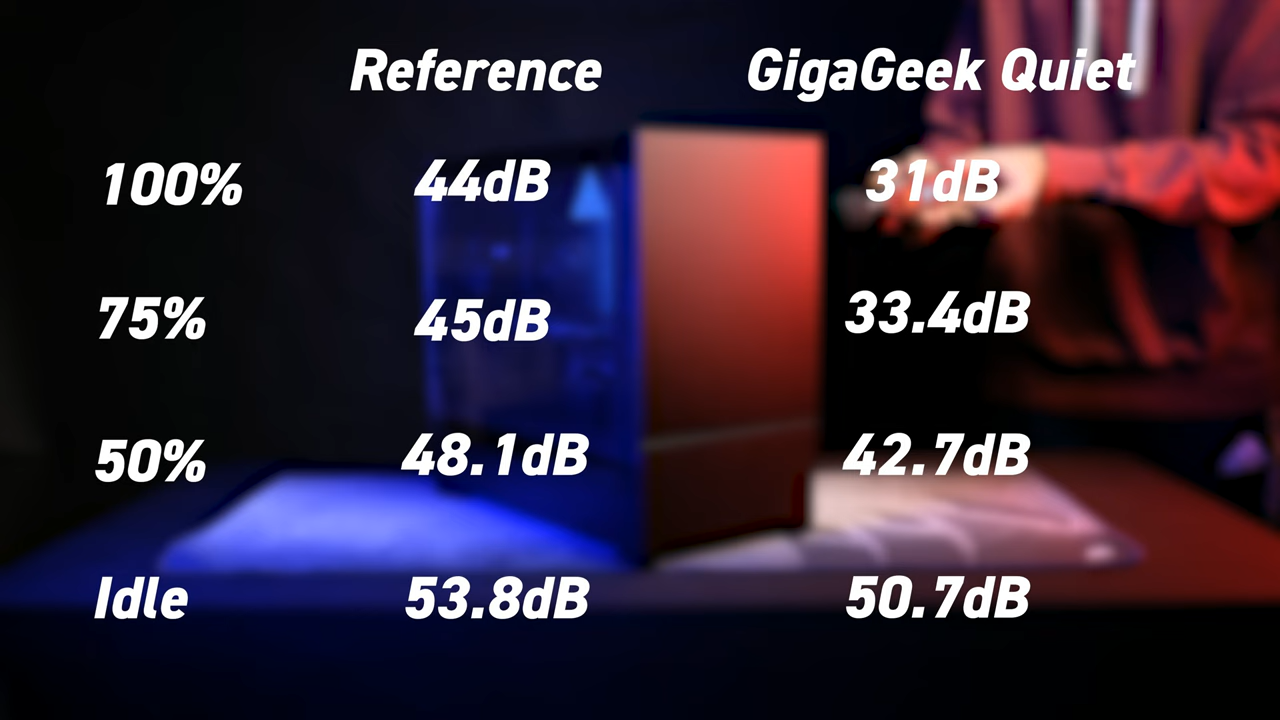 Reference GigaGeek Quiet
100% 44dB 31dB
75% 45dB 33.4dB
50% 48.1dB 42.7dB
Idle 53.8dB 50.7dB